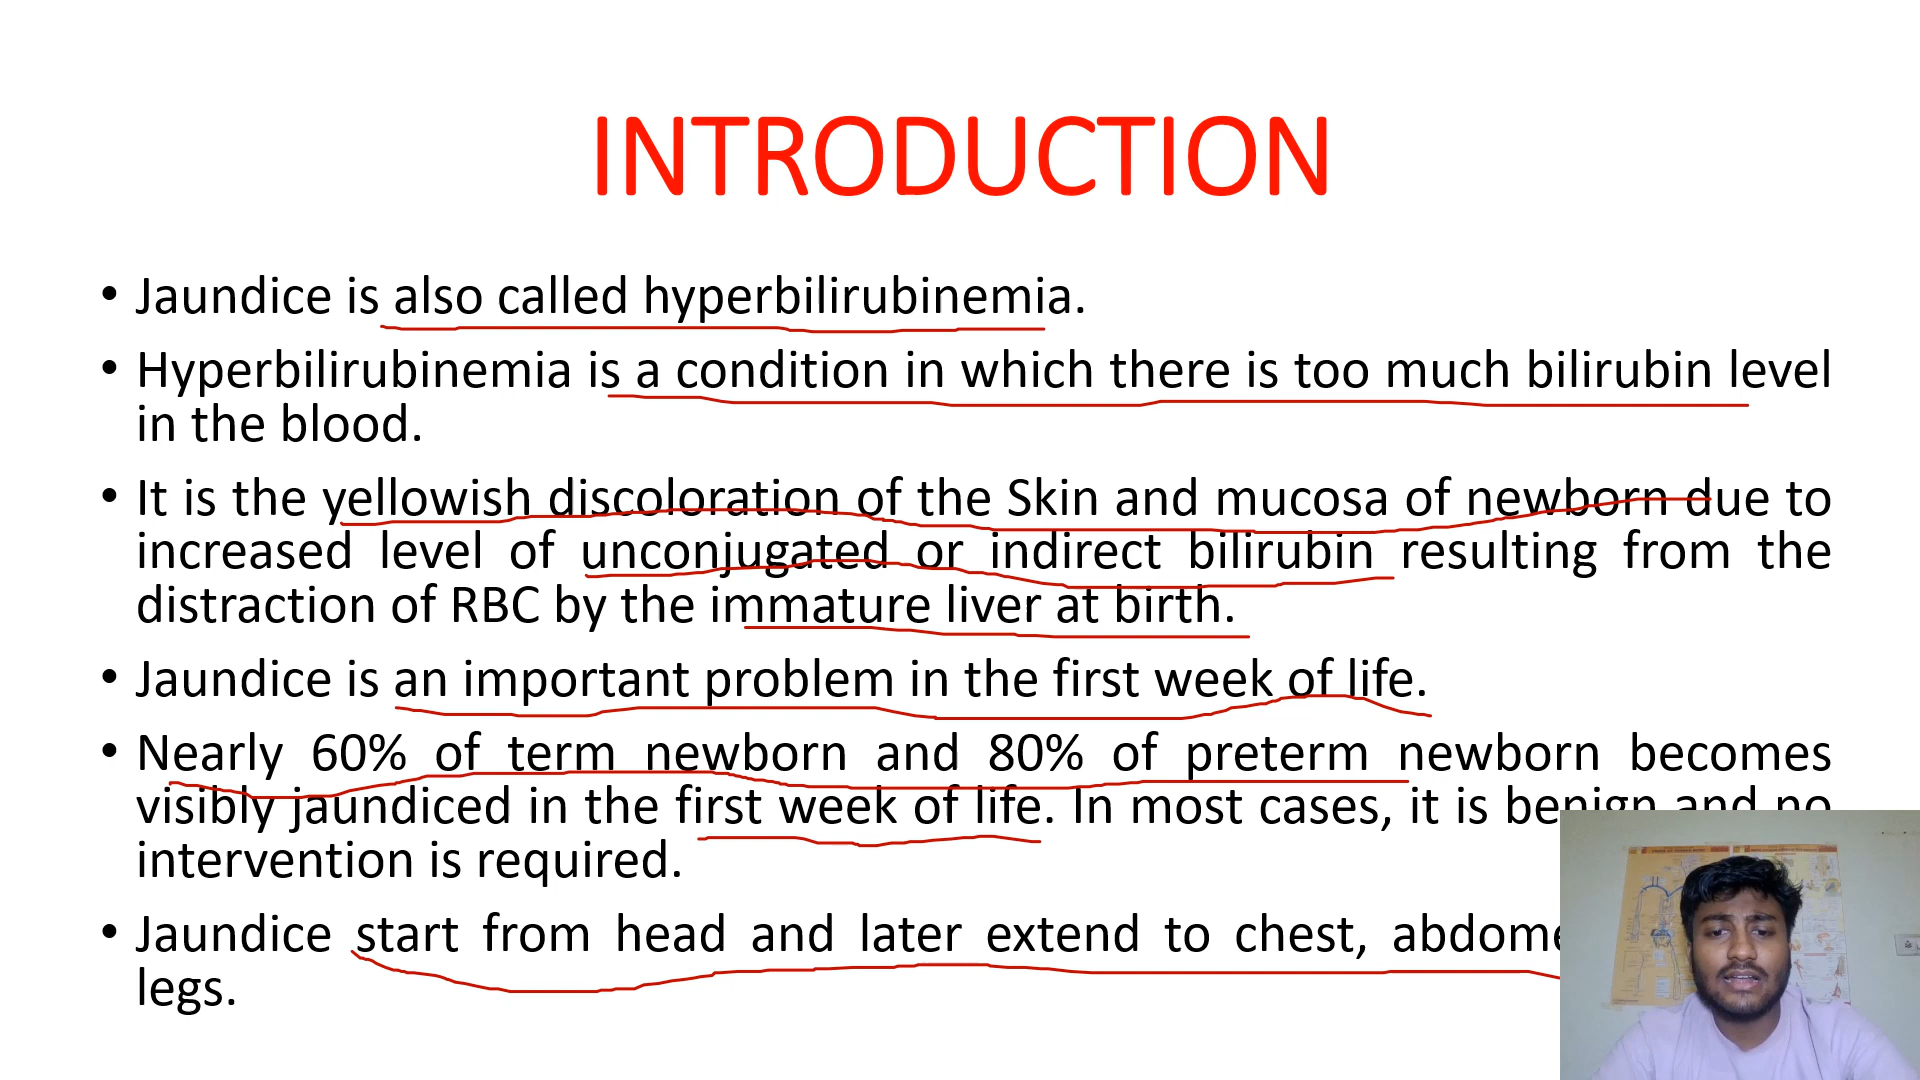 INTRODUCTION
• Jaundice is also called hyperbilirubinemia.
• Hyperbilirubinemia is a condition in which there is too much bilirubin level
in the blood.
• It is the yellowish discoloration of the Skin and mucosa of newborn due to
increased level of unconjugated or indirect bilirubin resulting from the
distraction of RBC by the immature liver at birth.
• Jaundice is an important problem in the first week of life.
• Nearly 60% of term newborn and 80% of preterm newborn becomes
visibly jaundiced in the first week of life. In most cases, it is benign and no
intervention is required.
• Jaundice start from head and later extend to chest,
legs.